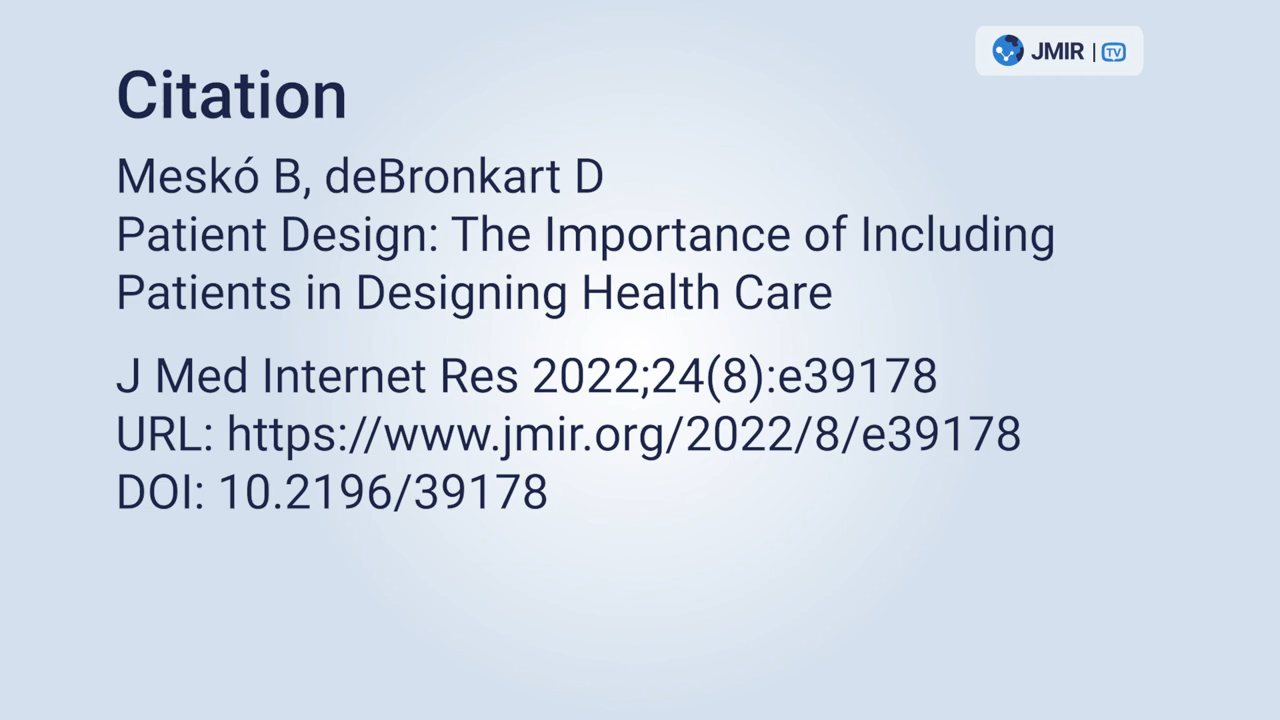 JMIR | TV
Citation
Meskó B, deBronkart D
Patient Design: The Importance of Including
Patients in Designing Health Care
J Med Internet Res 2022;24(8):e39178
URL: https://www.jmir.org/2022/8/e39178
DOI: 10.2196/39178